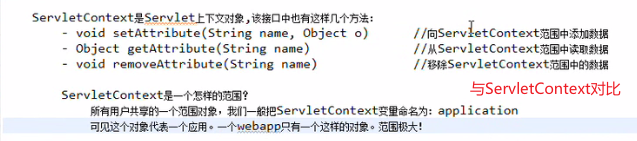 ServletContext是Servlet上下文对象,该接口中也有这样几个方法:
- void setAttribute(String name, Object o) //向ServletContext范围中添加数据
- Object getAttribute(String name) //从ServletContext范围中读取数据
- void removeAttribute(String name) //移除ServletContext范围中的数据
与ServletContext对比
ServletContext是一个怎样的范围?
所有用户共享的一个范围对象,我们一般把ServletContext变量命名为: application
可见这个对象代表一个应用。一个webapp只有一个这样的对象。范围极大!